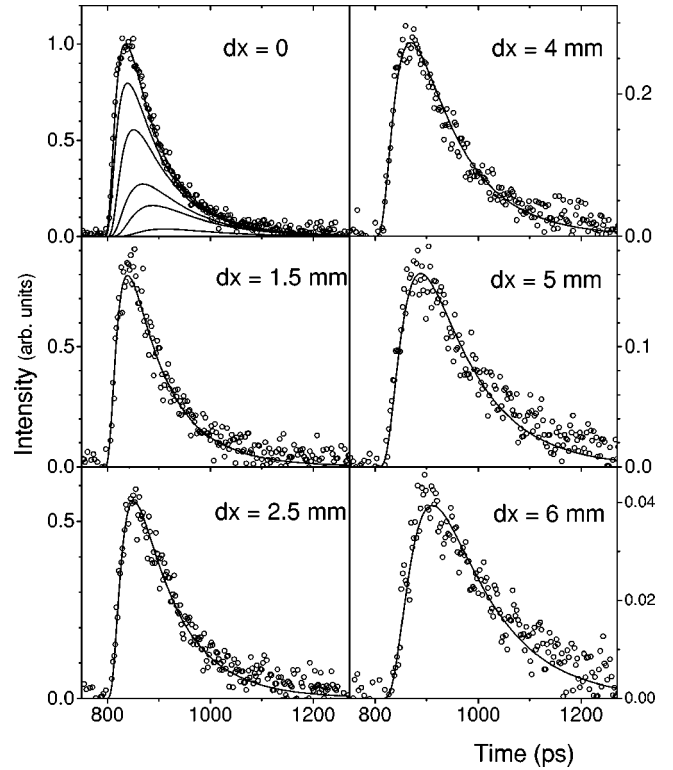 1.0
0.5
0.0
dx = 0
dx = 4 mm
0.2
0.0
Intensity (arb. units)
0.5
0.0
dx = 1.5 mm
dx = 5 mm
0.1
0.0
0.5
0.0
dx = 2.5 mm
dx = 6 mm
0.04
0.02
0.00
800 1000 1200 800 1000 1200
Time (ps)